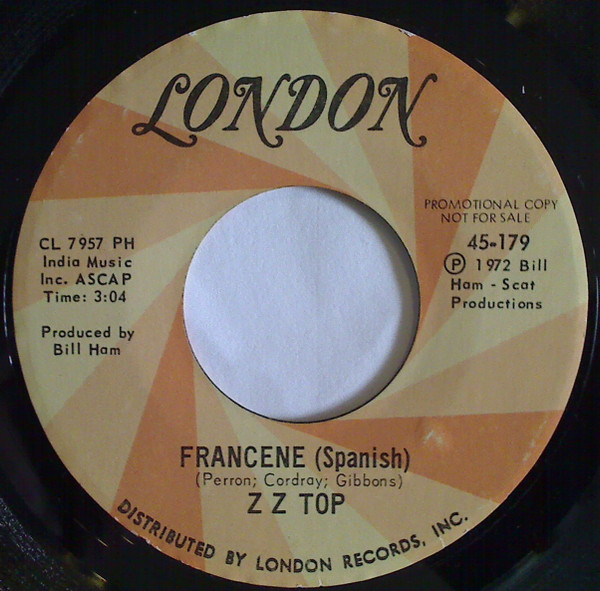 LONDON
PROMOTIONAL COPY
NOT FOR SALE
CL 7957 PH
India Music
Inc. ASCAP
Time: 3:04
Produced by
Bill Ham
45-179
Ⓟ 1972 Bill
Ham - Scat
Productions
FRANCENE (Spanish)
(Perron; Cordray; Gibbons)
Z Z TOP
DISTRIBUTED BY LONDON RECORDS, INC.